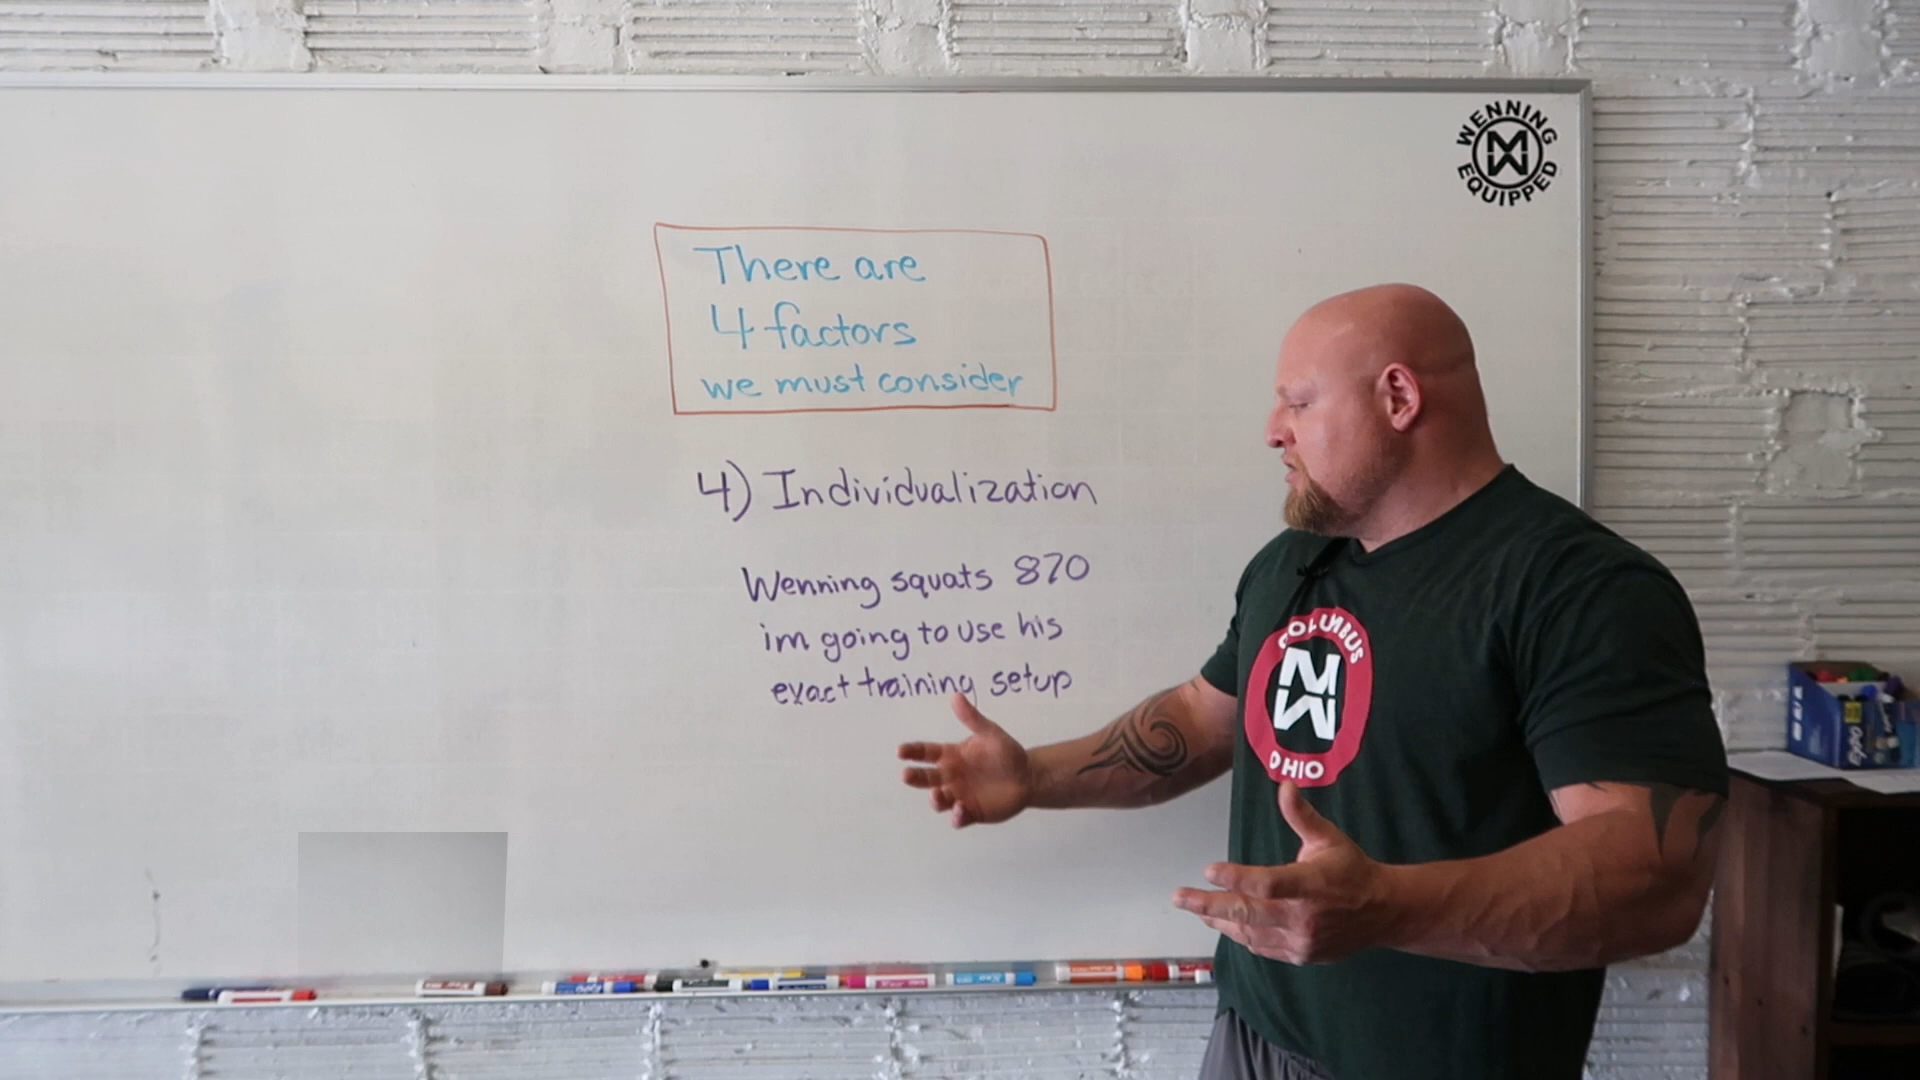 WENNING
EQUIPPED
There are
4 factors
we must consider
4) Individualization
Wenning squats 870
im going to use his
exact training setup
COLUMBUS
OHIO
EXPO